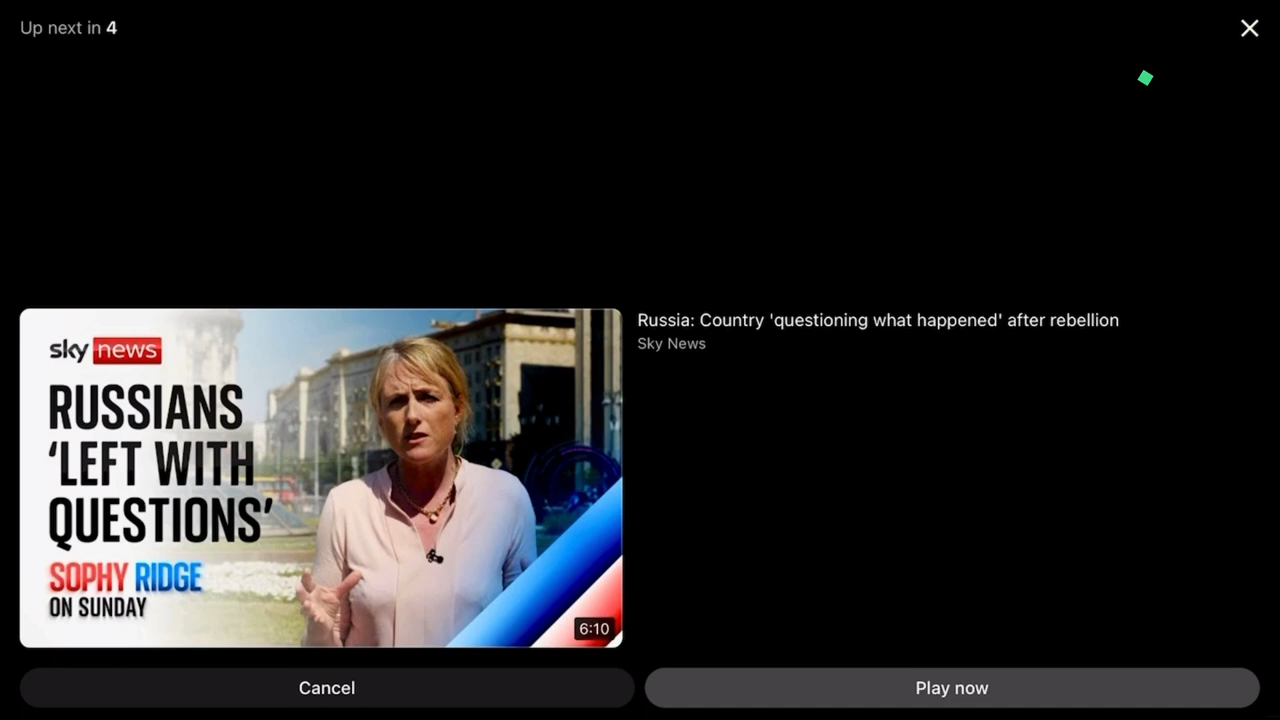 Up next in 4
sky news
RUSSIANS
‘LEFT WITH
QUESTIONS’
SOPHY RIDGE
ON SUNDAY
6:10
Russia: Country 'questioning what happened' after rebellion
Sky News
Cancel
Play now